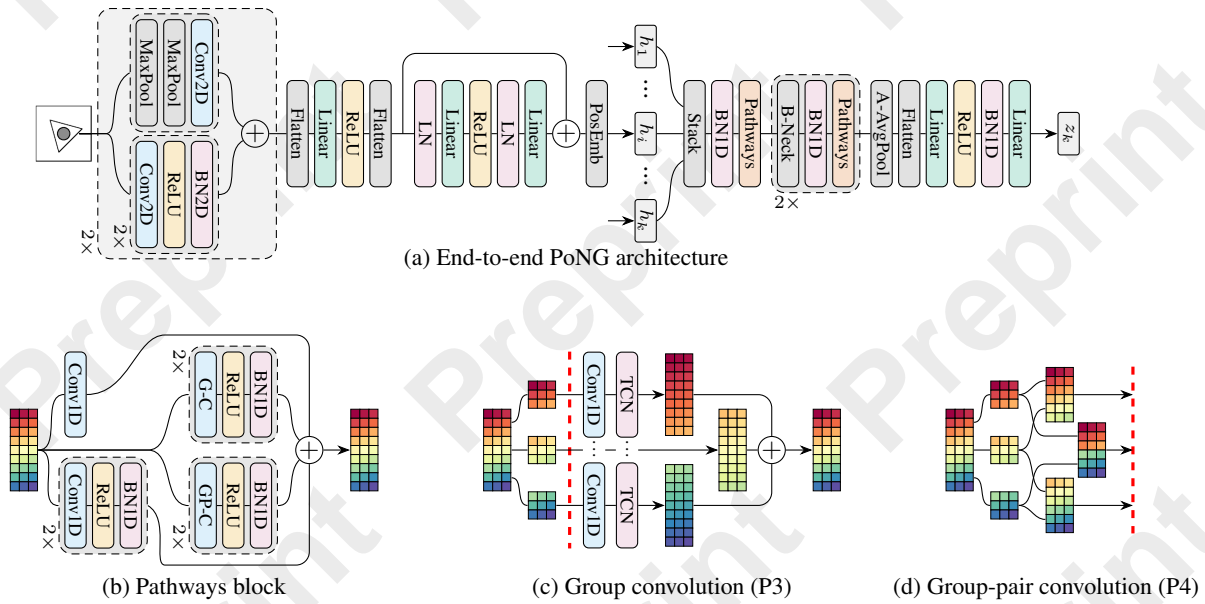 MaxPool
MaxPool
Conv2D
2×
Conv2D
ReLU
BN2D
2×
Flatten
Linear
ReLU
Flatten
LN
Linear
ReLU
LN
Linear
PosEmb
h₁
...
hᵢ
...
hₖ
Stack
BN1D
Pathways
B-Neck
BN1D
Pathways
2×
A-AvgPool
Flatten
Linear
ReLU
BN1D
Linear
zₖ
(a) End-to-end PoNG architecture
Conv1D
2×
G-C
ReLU
BN1D
Conv1D
ReLU
BN1D
2×
GP-C
ReLU
BN1D
2×
(b) Pathways block
Conv1D
TCN
Conv1D
TCN
(c) Group convolution (P3)
(d) Group-pair convolution (P4)
Preprint
Preprint
Preprint